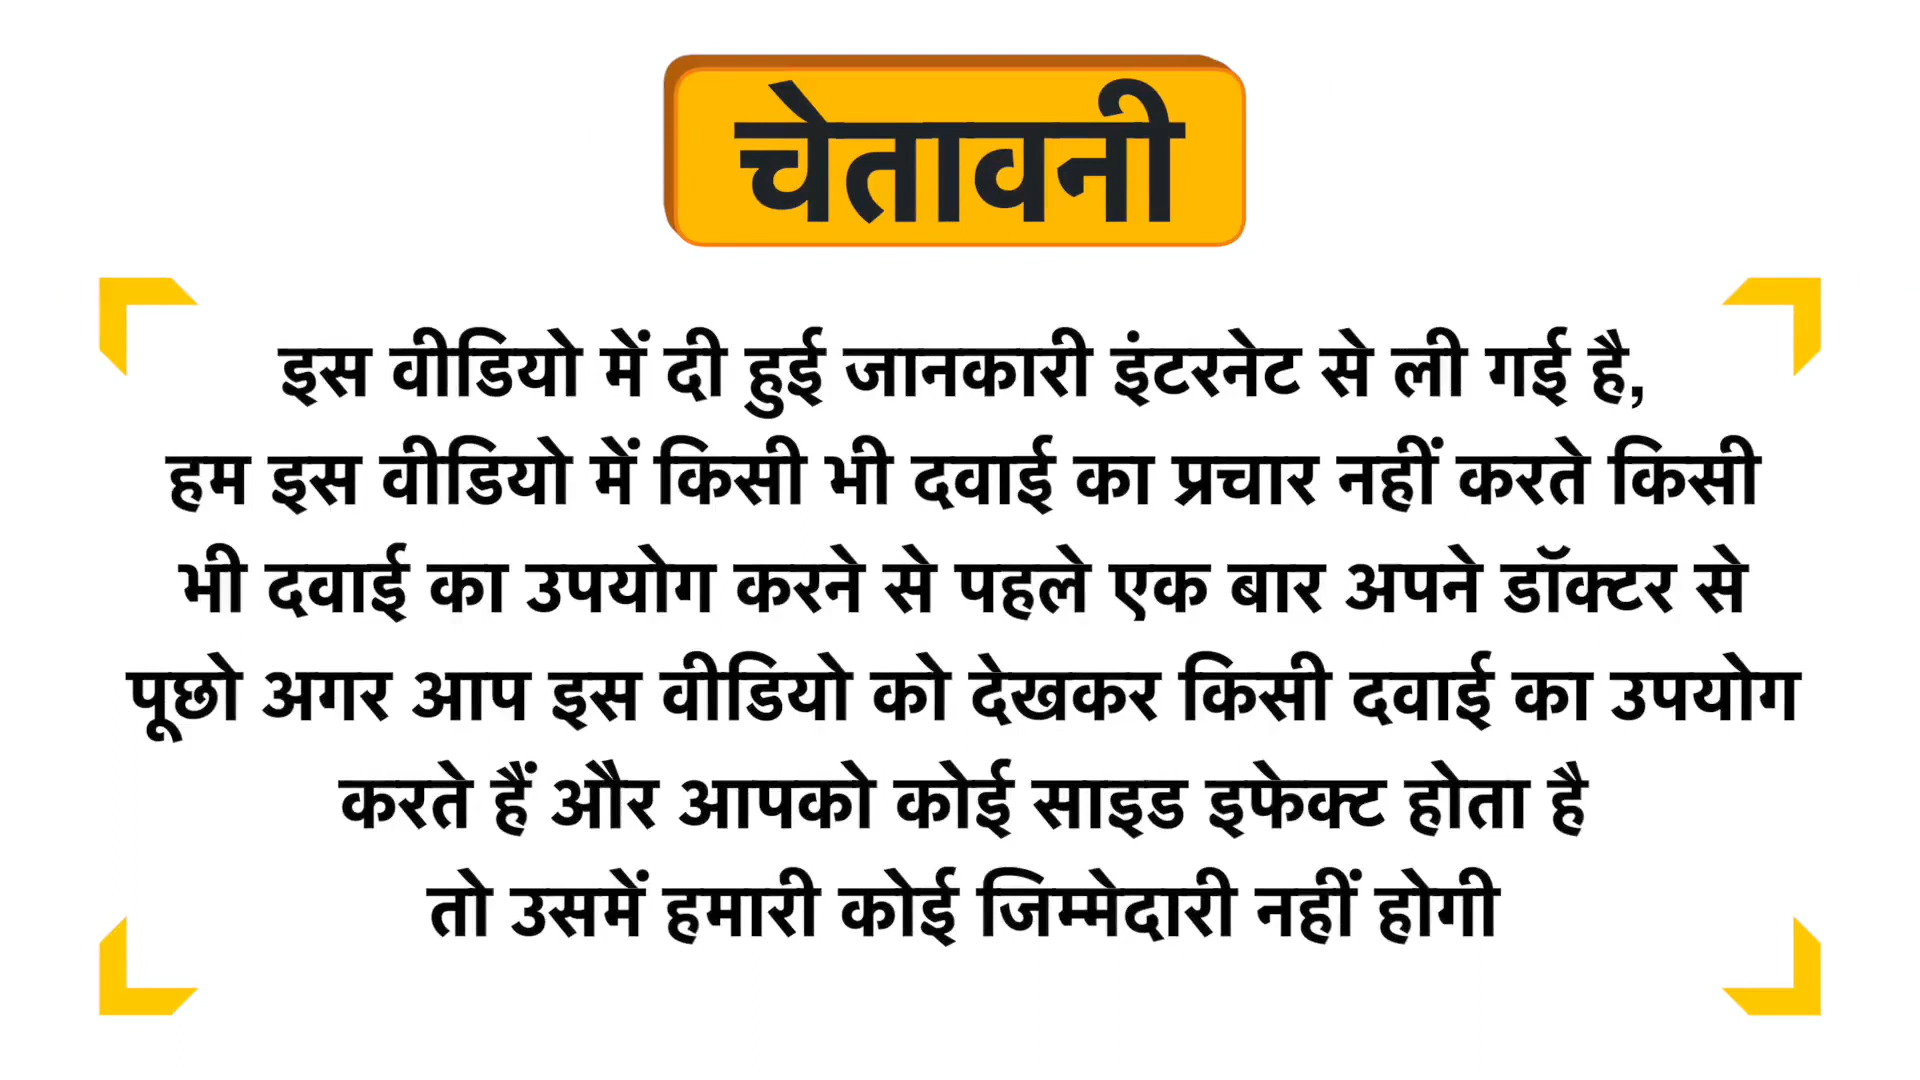 चेतावनी
इस वीडियो में दी हुई जानकारी इंटरनेट से ली गई है,
हम इस वीडियो में किसी भी दवाई का प्रचार नहीं करते किसी
भी दवाई का उपयोग करने से पहले एक बार अपने डॉक्टर से
पूछो अगर आप इस वीडियो को देखकर किसी दवाई का उपयोग
करते हैं और आपको कोई साइड इफेक्ट होता है
तो उसमें हमारी कोई जिम्मेदारी नहीं होगी